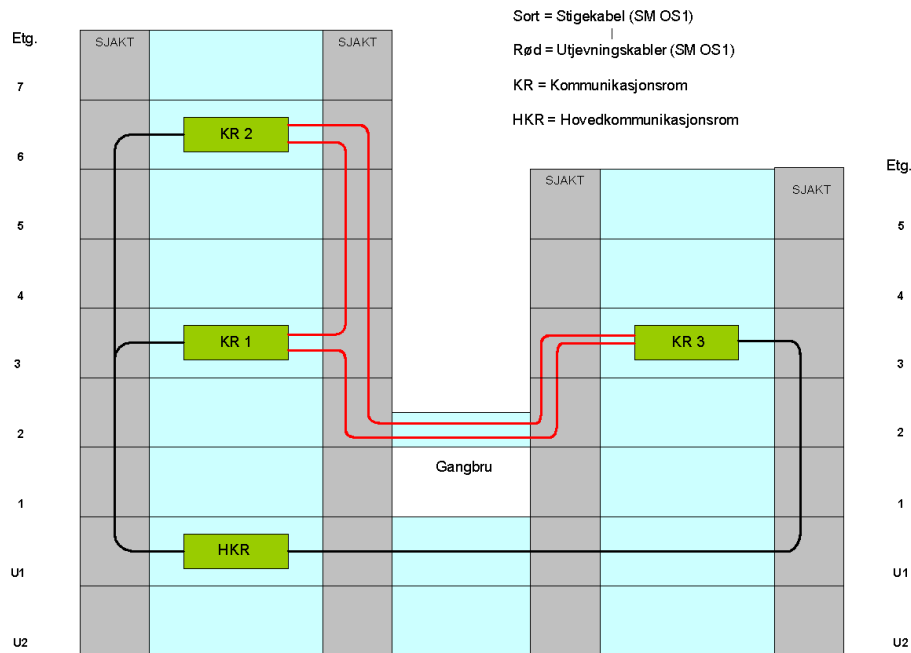 Sort = Stigekabel (SM OS1)
Rød = Utjevningskabler (SM OS1)
KR = Kommunikasjonsrom
HKR = Hovedkommunikasjonsrom
Etg.
SJAKT
SJAKT
7
KR 2
6
Etg.
SJAKT
SJAKT
5
5
4
4
KR 1
KR 3
3
3
2
2
Gangbru
1
1
HKR
U1
U1
U2
U2